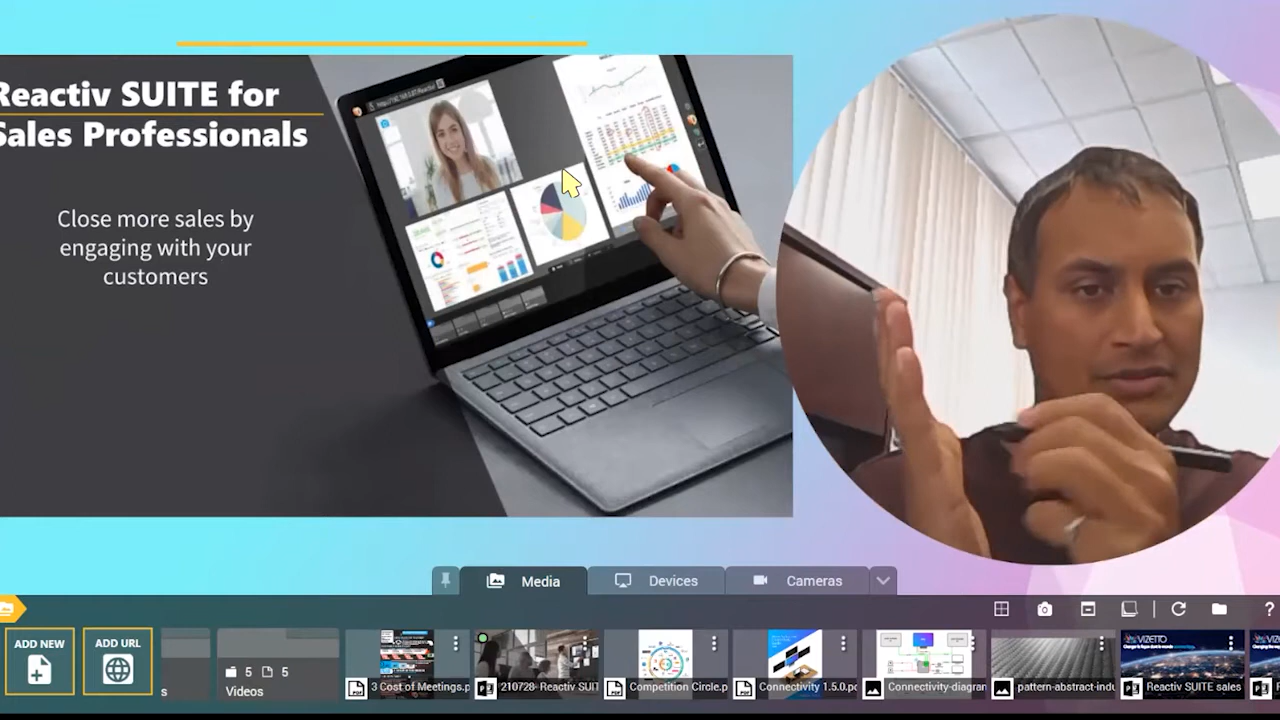 Reactiv SUITE for
Sales Professionals
Close more sales by
engaging with your
customers
Media
Devices
Cameras
ADD NEW
ADD URL
s
5 5
Videos
3 Cost of Meetings.p
210728- Reactiv SUIT
Competition Circle.p
Connectivity 1.5.0.pd
Connectivity-diagran
pattern-abstract-indu
VIZETTO
Reactiv SUITE sales